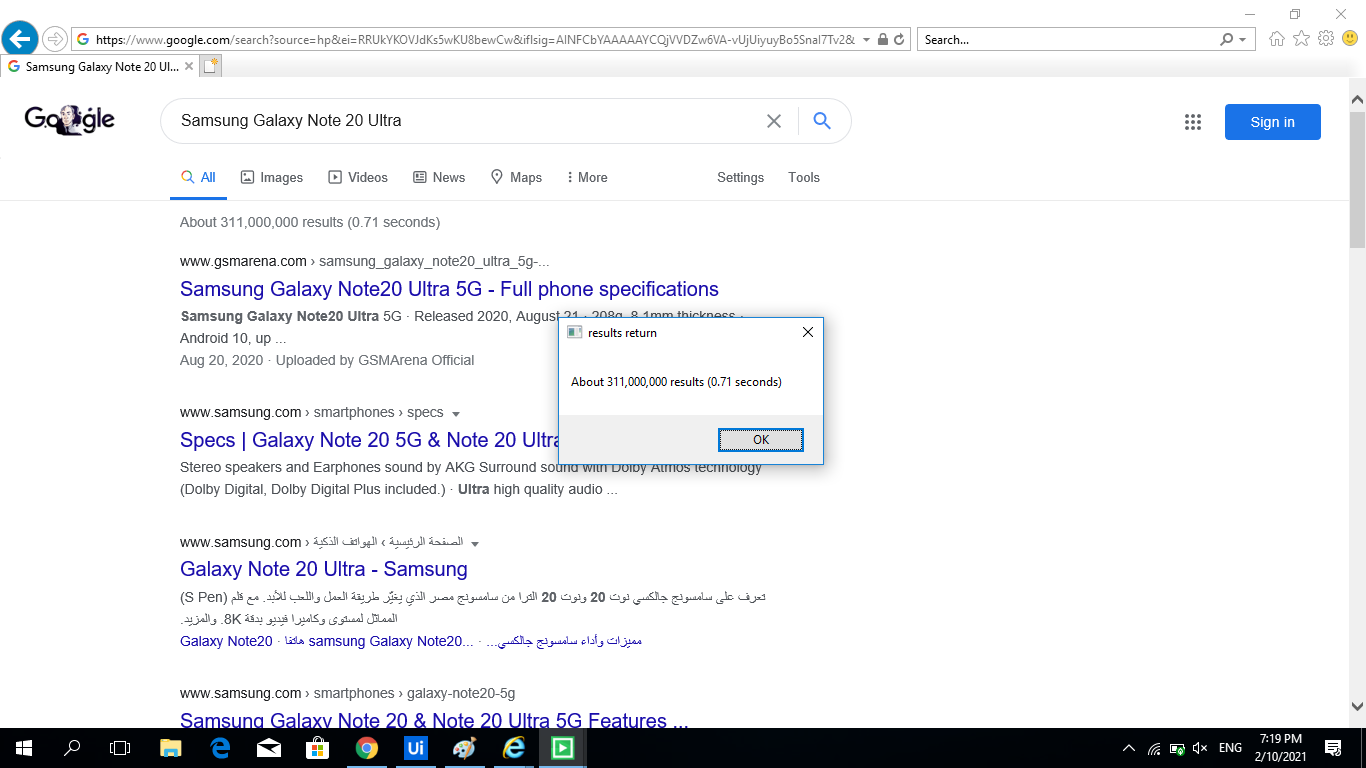 https://www.google.com/search?source=hp&ei=RRUkYKOVJdKs5wKU8bewCw&iflsig=AINFCbYAAAAAYCQjVVDZw6VA-vUjUiyuyBo5Snal7Tv2&
Search...
Samsung Galaxy Note 20 Ul...
Google
Samsung Galaxy Note 20 Ultra
Sign in
All
Images
Videos
News
Maps
More
Settings
Tools
About 311,000,000 results (0.71 seconds)
www.gsmarena.com › samsung_galaxy_note20_ultra_5g-...
Samsung Galaxy Note20 Ultra 5G - Full phone specifications
Samsung Galaxy Note20 Ultra 5G · Released 2020, August 21 · 208g, 8.1mm thickness ·
Android 10, up ...
Aug 20, 2020 · Uploaded by GSMArena Official
results return
About 311,000,000 results (0.71 seconds)
OK
www.samsung.com › smartphones › specs
Specs | Galaxy Note 20 5G & Note 20 Ultra
Stereo speakers and Earphones sound by AKG Surround sound with Dolby Atmos technology
(Dolby Digital, Dolby Digital Plus included.) · Ultra high quality audio ...
www.samsung.com › الصفحة الرئيسية › الهواتف الذكية
Galaxy Note 20 Ultra - Samsung
تعرف على سامسونج جالكسي نوت 20 ونوت 20 الترا من سامسونج مصر الذي يغيّر طريقة العمل واللعب للأبد. مع قلم (S Pen)
المماثل لمستوى وكاميرا فيديو بدقة 8K. والمزيد.
Galaxy Note20 · هاتفا samsung Galaxy Note20... · مميزات وأداء سامسونج جالكسي...
www.samsung.com › smartphones › galaxy-note20-5g
Samsung Galaxy Note 20 & Note 20 Ultra 5G Features ...
Ui
ENG
7:19 PM
2/10/2021